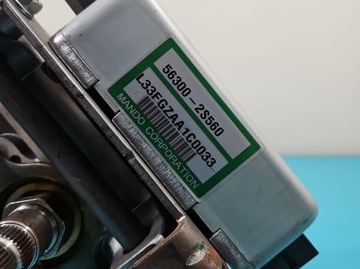 56300-2S560
L33FGZAA1C0033
MANDO CORPORATION